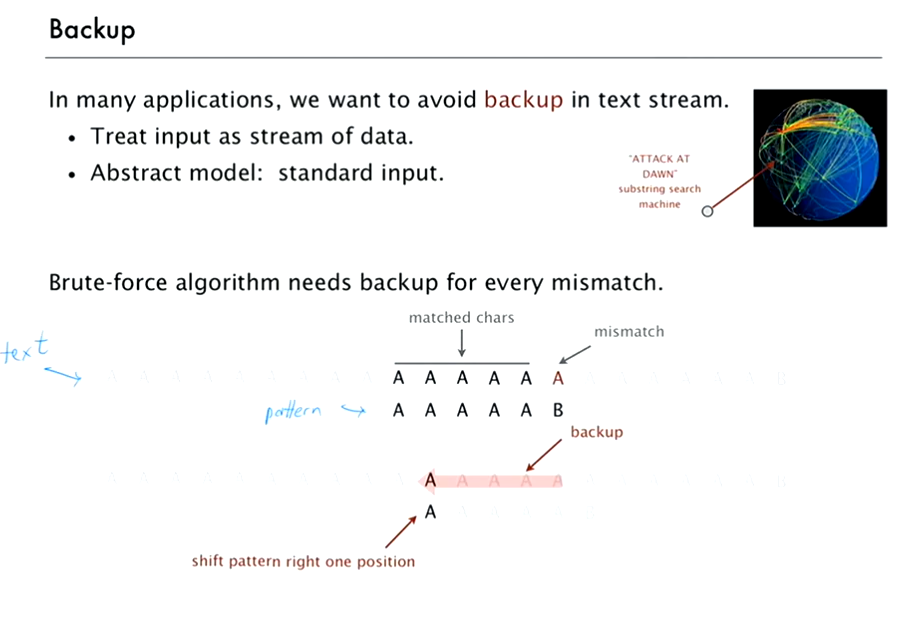 Backup
In many applications, we want to avoid backup in text stream.
• Treat input as stream of data.
• Abstract model: standard input.
"ATTACK AT
DAWN"
substring search
machine
Brute-force algorithm needs backup for every mismatch.
matched chars
mismatch
text
A A A A A A A A A A A A A A A A A A A A A B
pattern
A A A A A B
backup
A A A A A A A A A A A A A A A A A A A A A B
A A A A A B
shift pattern right one position